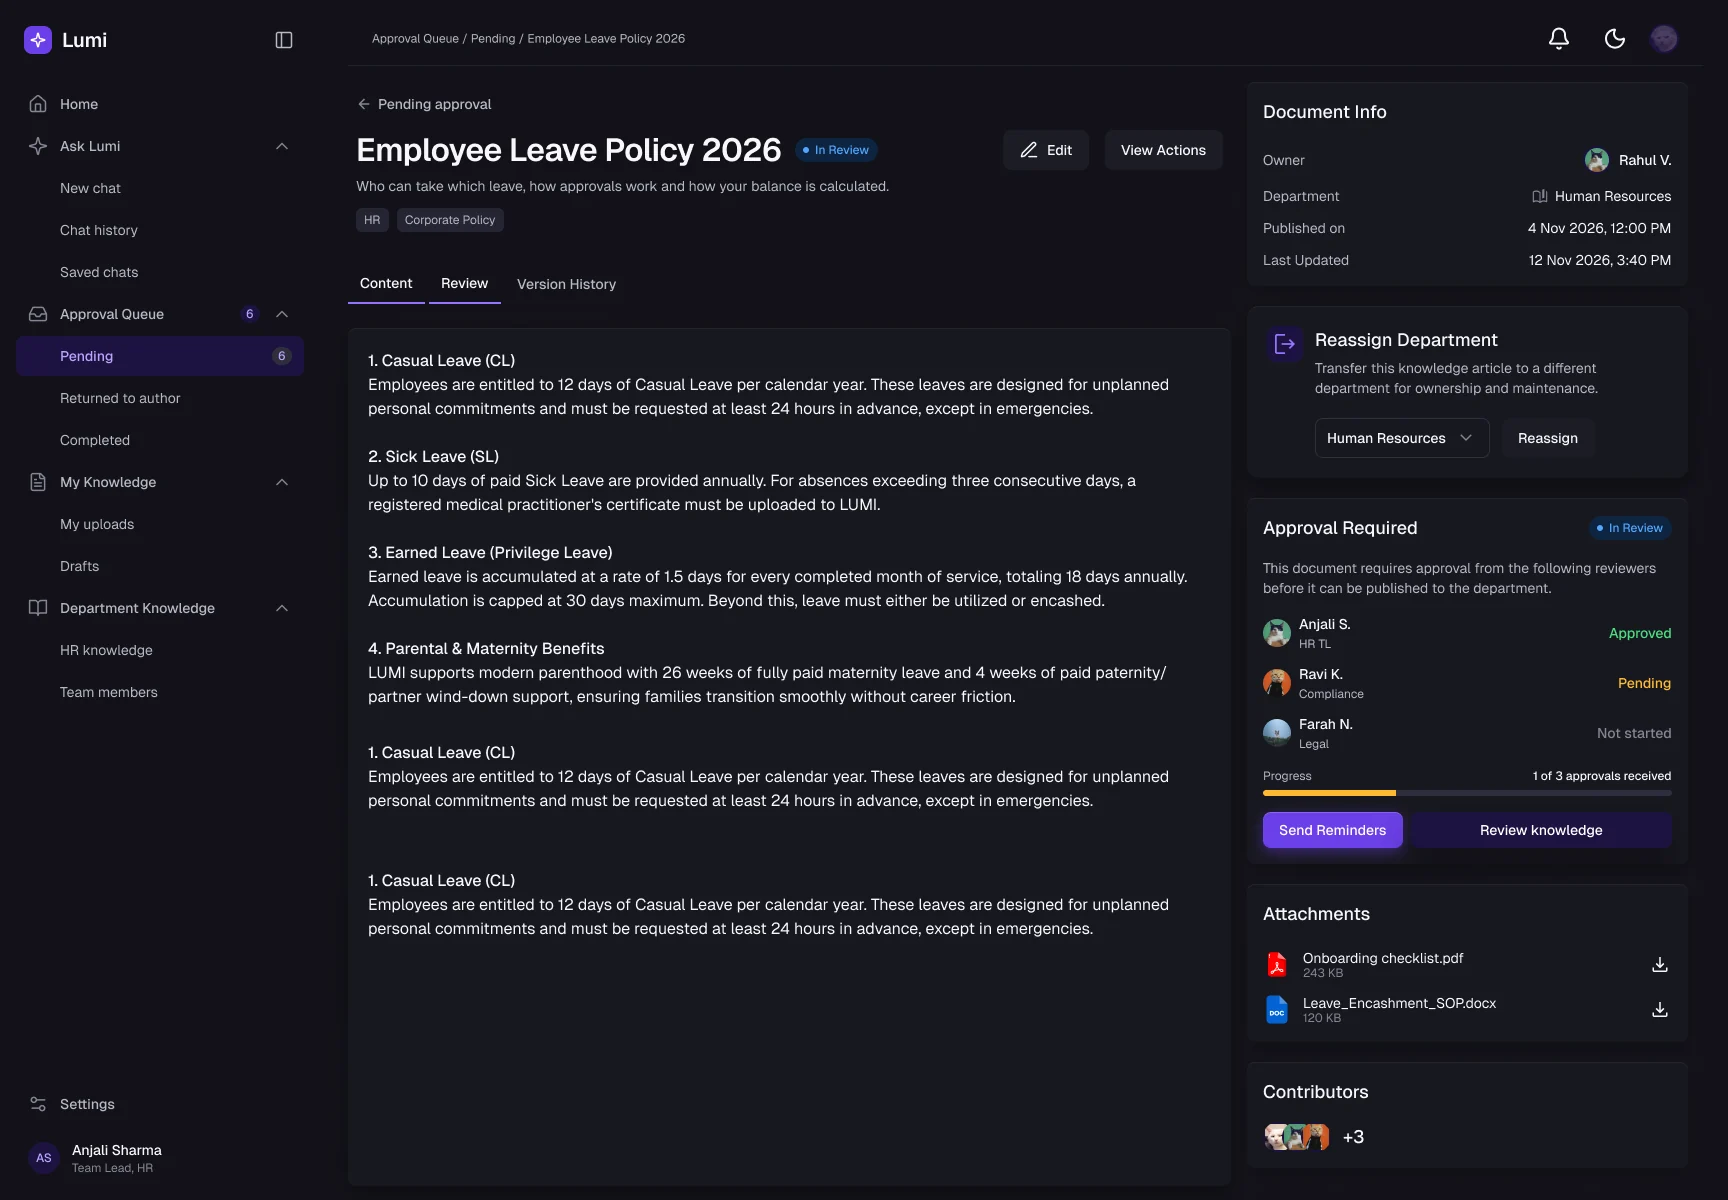 Lumi
Home
Ask Lumi
New chat
Chat history
Saved chats
Approval Queue 6
Pending 6
Returned to author
Completed
My Knowledge
My uploads
Drafts
Department Knowledge
HR knowledge
Team members
Settings
AS
Anjali Sharma
Team Lead, HR
Approval Queue / Pending / Employee Leave Policy 2026
Pending approval
Employee Leave Policy 2026
In Review
Edit
View Actions
Who can take which leave, how approvals work and how your balance is calculated.
HR
Corporate Policy
Content
Review
Version History
1. Casual Leave (CL)
Employees are entitled to 12 days of Casual Leave per calendar year. These leaves are designed for unplanned
personal commitments and must be requested at least 24 hours in advance, except in emergencies.
2. Sick Leave (SL)
Up to 10 days of paid Sick Leave are provided annually. For absences exceeding three consecutive days, a
registered medical practitioner's certificate must be uploaded to LUMI.
3. Earned Leave (Privilege Leave)
Earned leave is accumulated at a rate of 1.5 days for every completed month of service, totaling 18 days annually.
Accumulation is capped at 30 days maximum. Beyond this, leave must either be utilized or encashed.
4. Parental & Maternity Benefits
LUMI supports modern parenthood with 26 weeks of fully paid maternity leave and 4 weeks of paid paternity/
partner wind-down support, ensuring families transition smoothly without career friction.
1. Casual Leave (CL)
Employees are entitled to 12 days of Casual Leave per calendar year. These leaves are designed for unplanned
personal commitments and must be requested at least 24 hours in advance, except in emergencies.
1. Casual Leave (CL)
Employees are entitled to 12 days of Casual Leave per calendar year. These leaves are designed for unplanned
personal commitments and must be requested at least 24 hours in advance, except in emergencies.
Document Info
Owner Rahul V.
Department Human Resources
Published on 4 Nov 2026, 12:00 PM
Last Updated 12 Nov 2026, 3:40 PM
Reassign Department
Transfer this knowledge article to a different
department for ownership and maintenance.
Human Resources
Reassign
Approval Required
In Review
This document requires approval from the following reviewers
before it can be published to the department.
Anjali S.
HR TL
Approved
Ravi K.
Compliance
Pending
Farah N.
Legal
Not started
Progress 1 of 3 approvals received
Send Reminders
Review knowledge
Attachments
Onboarding checklist.pdf
243 KB
DOC
Leave_Encashment_SOP.docx
120 KB
Contributors
+3